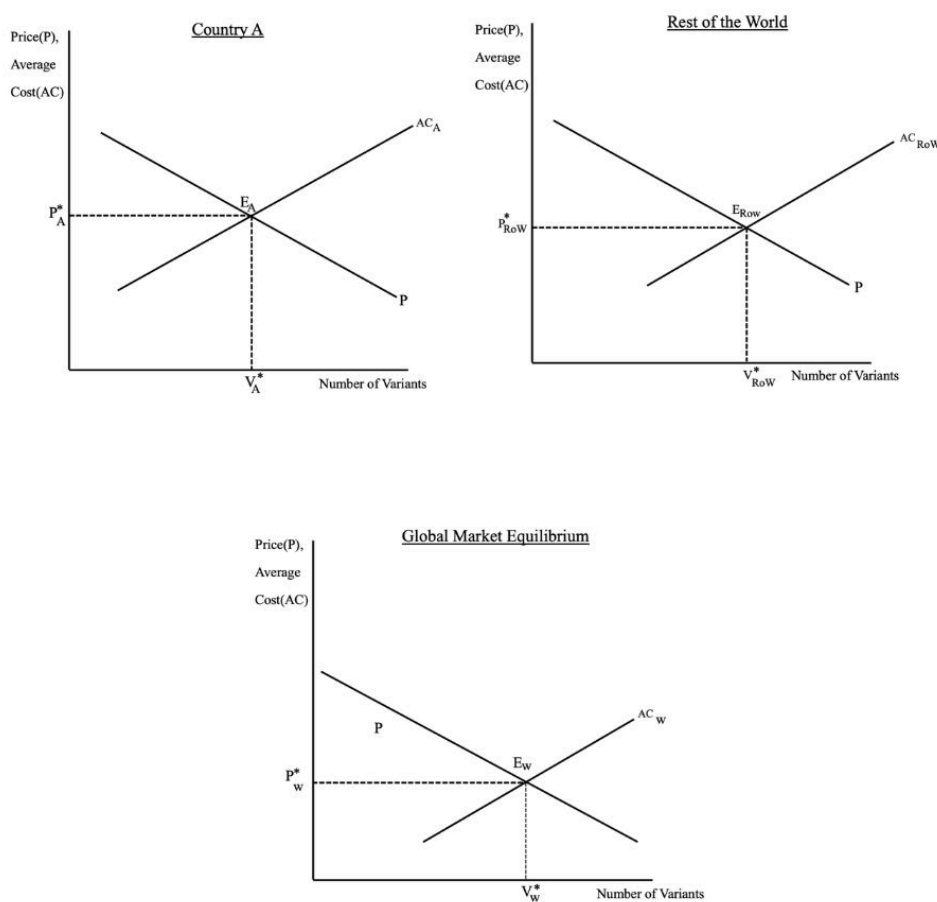 Country A
Price(P),
Average
Cost(AC)
AC_A
E_A
P*_A
P
V*_A
Number of Variants
Rest of the World
Price(P),
Average
Cost(AC)
AC_RoW
E_Row
P*_RoW
P
V*_RoW
Number of Variants
Global Market Equilibrium
Price(P),
Average
Cost(AC)
P
AC_W
E_W
P*_W
V*_W
Number of Variants